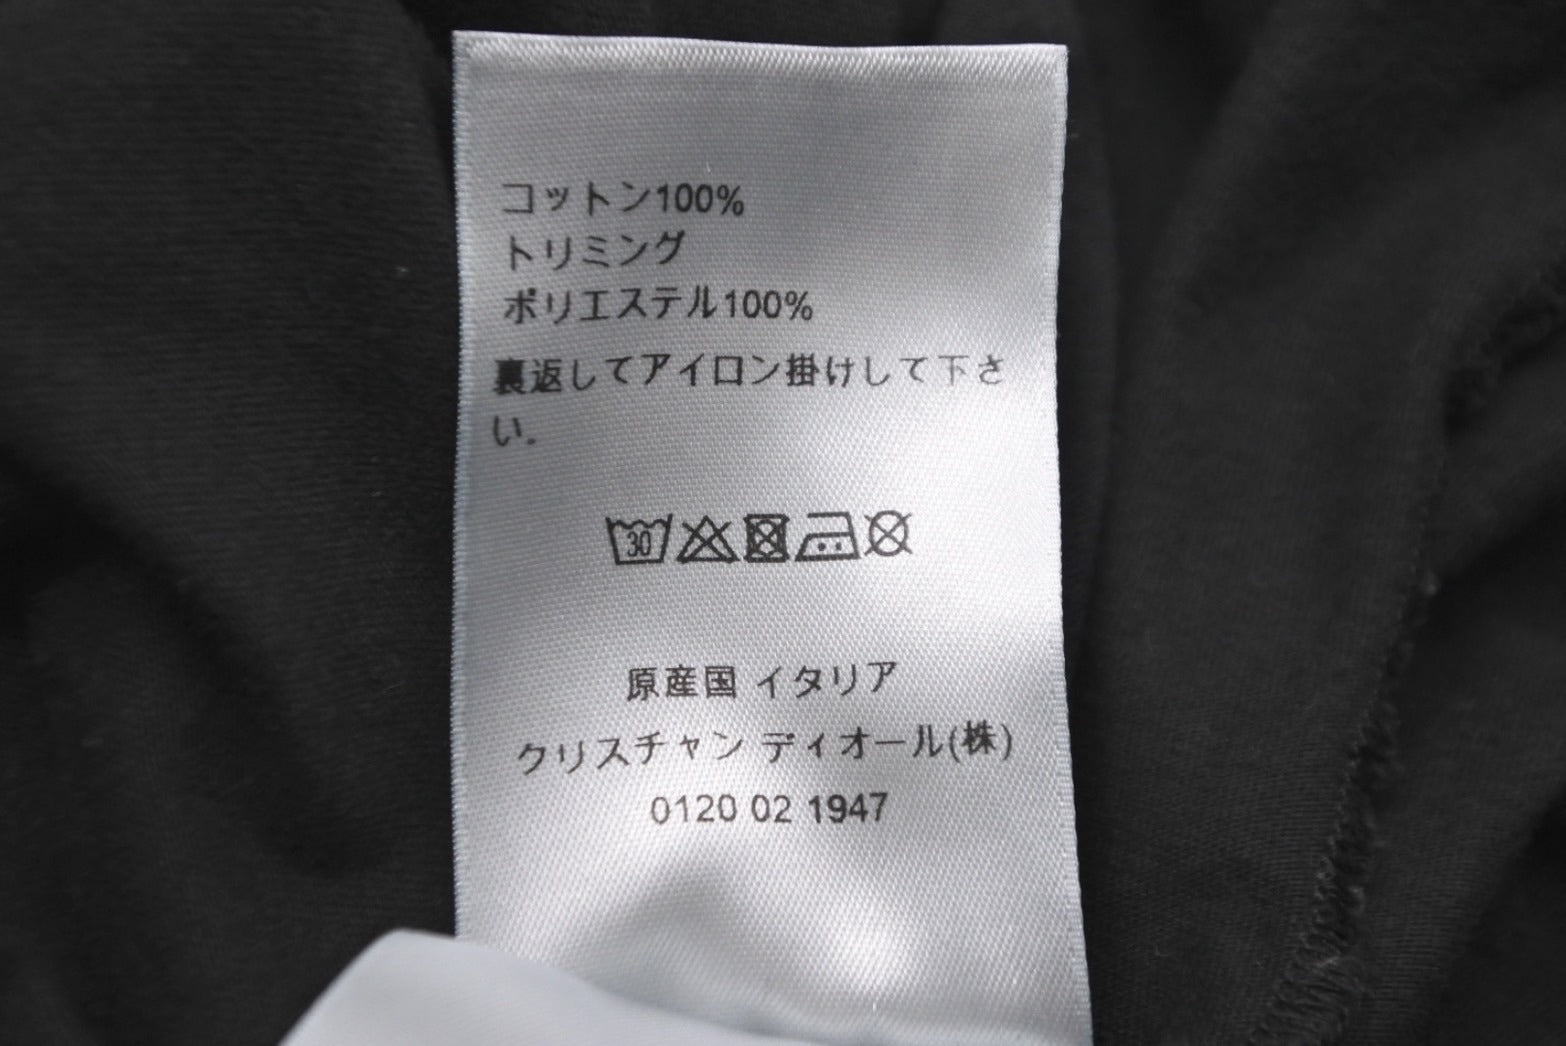 コットン100%
トリミング
ポリエステル100%
裏返してアイロン掛けして下さ
い.
30
原産国 イタリア
クリスチャン ディオール(株)
0120 02 1947